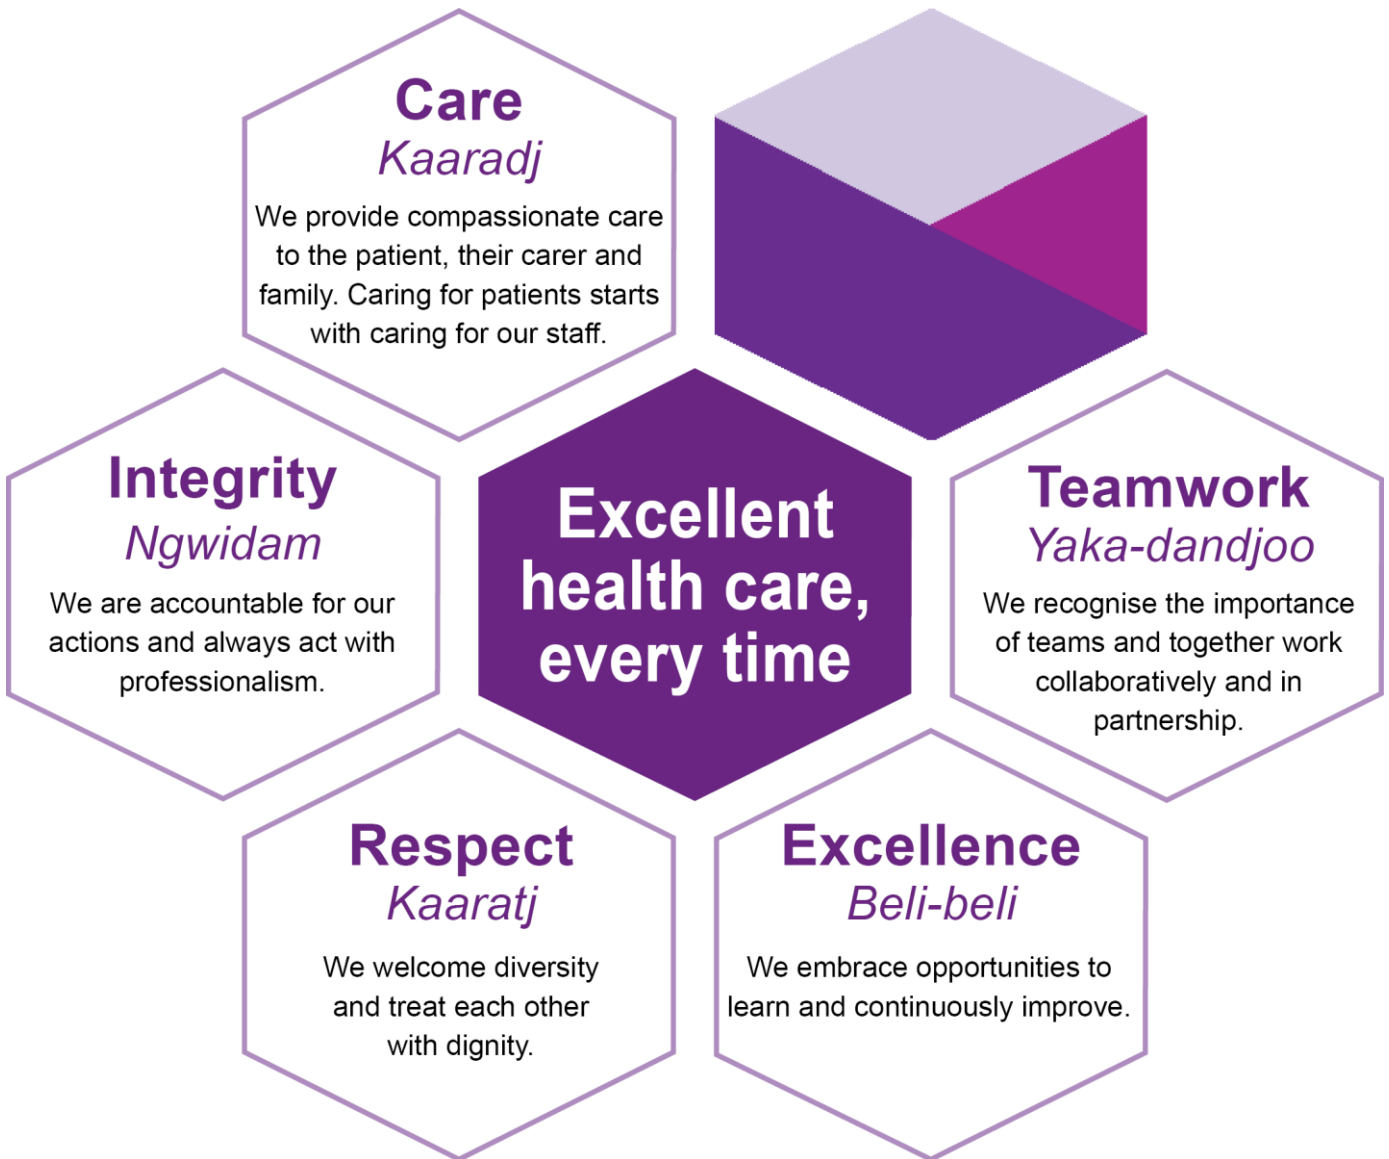 Care
Kaaradj
We provide compassionate care
to the patient, their carer and
family. Caring for patients starts
with caring for our staff.
Integrity
Ngwidam
We are accountable for our
actions and always act with
professionalism.
Excellent
health care,
every time
Teamwork
Yaka-dandjoo
We recognise the importance
of teams and together work
collaboratively and in
partnership.
Respect
Kaaratj
We welcome diversity
and treat each other
with dignity.
Excellence
Beli-beli
We embrace opportunities to
learn and continuously improve.